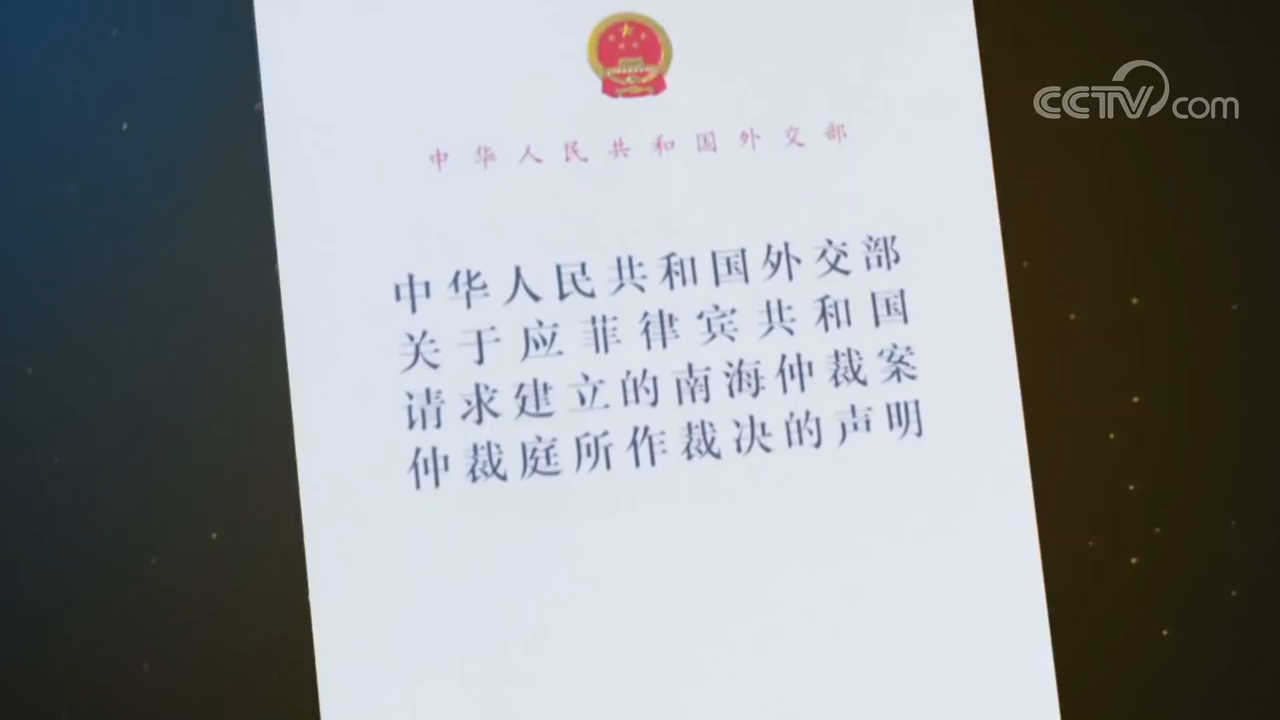 CCTV.com
中华人民共和国外交部
中华人民共和国外交部
关于应菲律宾共和国
请求建立的南海仲裁案
仲裁庭所作裁决的声明